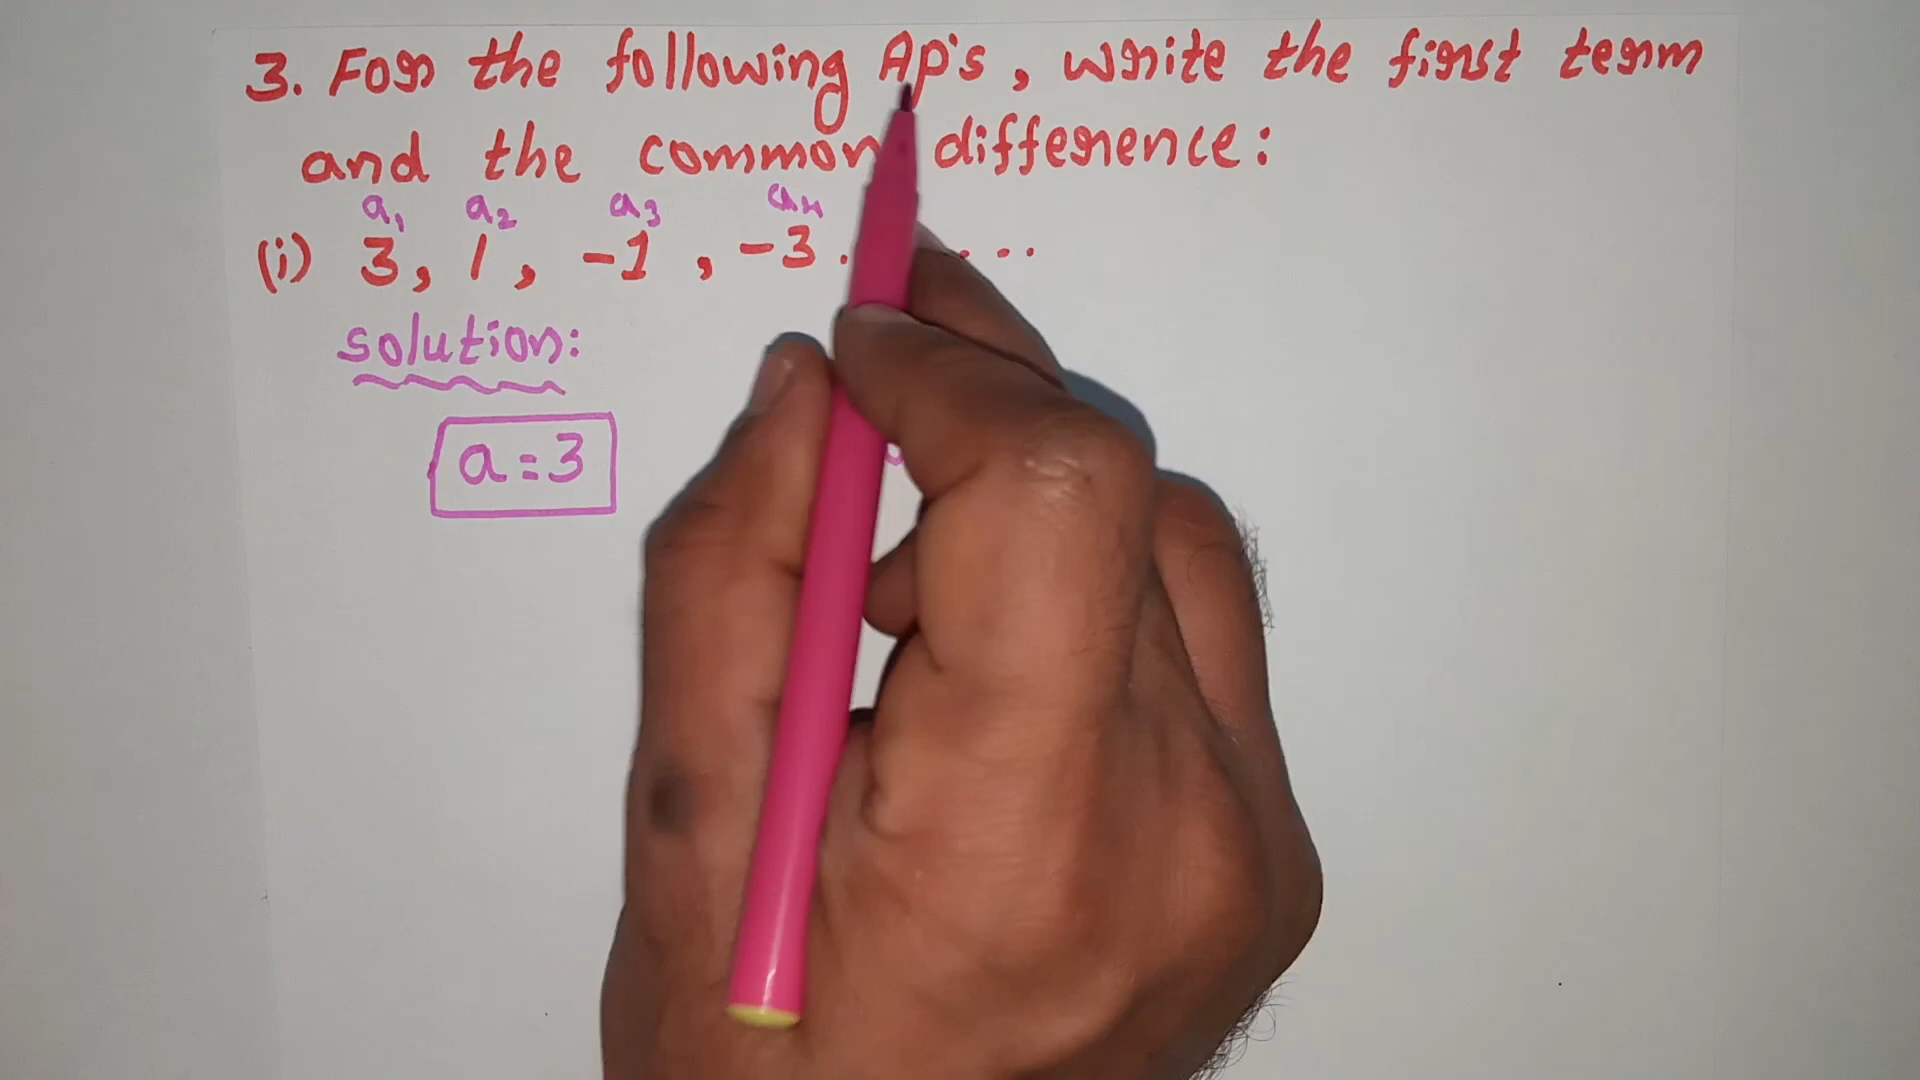 3. For the following AP's, write the first term
and the common difference:
a₁ a₂ a₃ a₄
(i) 3, 1, -1, -3. ...
solution:
a=3